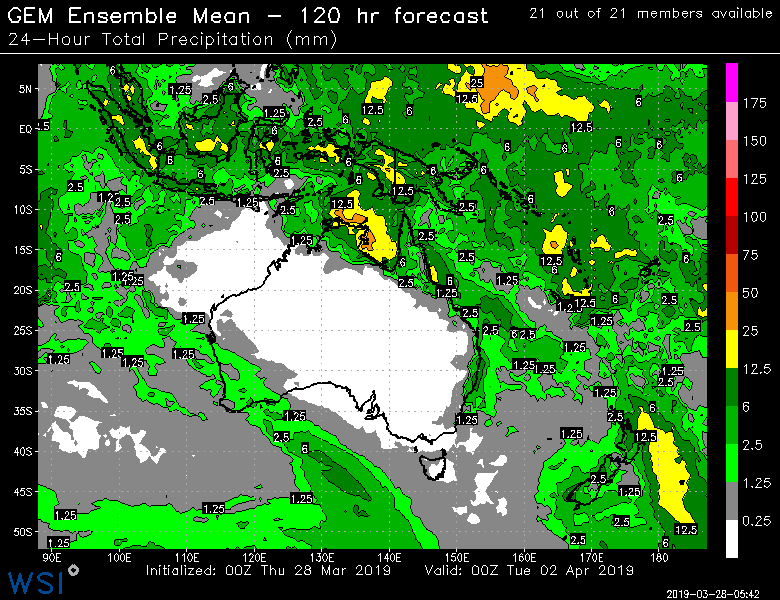 GEM Ensemble Mean - 120 hr forecast
21 out of 21 members available
24-Hour Total Precipitation (mm)
5N
EQ
5S
10S
15S
20S
25S
30S
35S
40S
45S
50S
90E
100E
110E
120E
130E
140E
150E
160E
170E
180
175
150
125
100
75
50
25
12.5
6
2.5
1.25
0.25
Initialized: 00Z Thu 28 Mar 2019
Valid: 00Z Tue 02 Apr 2019
WSI
2019-03-28-05:42